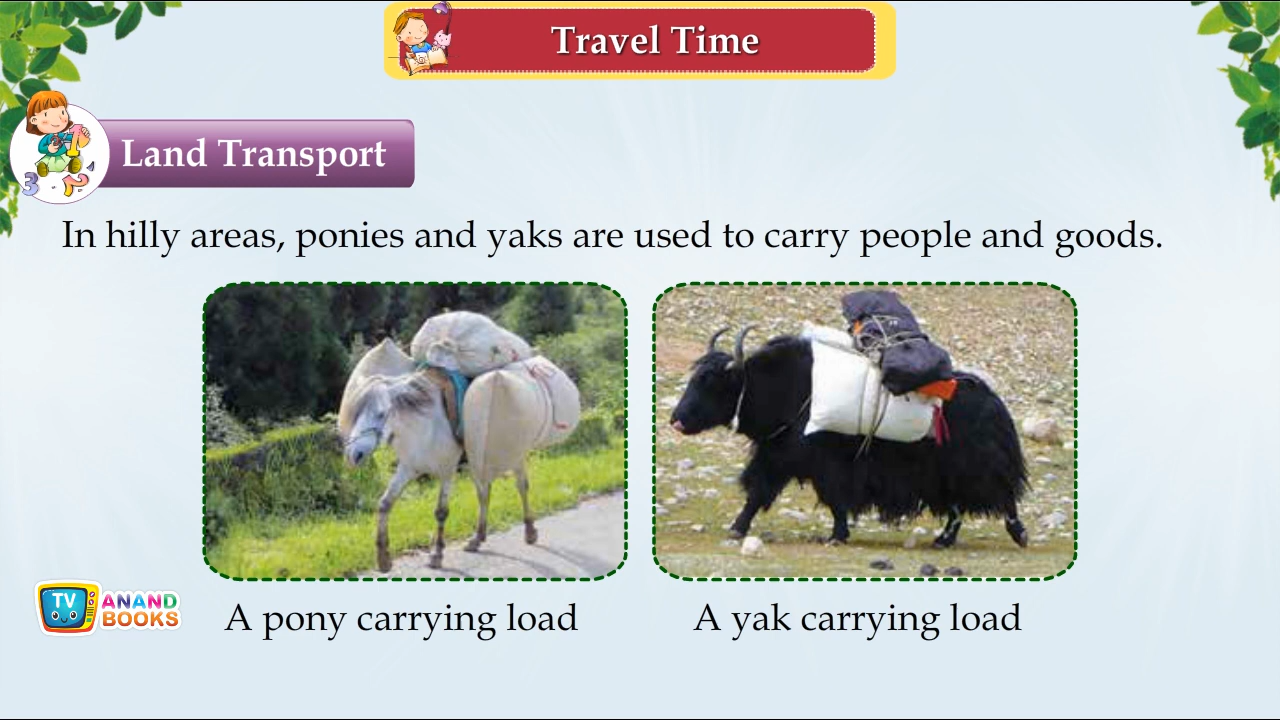 Travel Time
Land Transport
In hilly areas, ponies and yaks are used to carry people and goods.
TV
ANAND
BOOKS
A pony carrying load
A yak carrying load